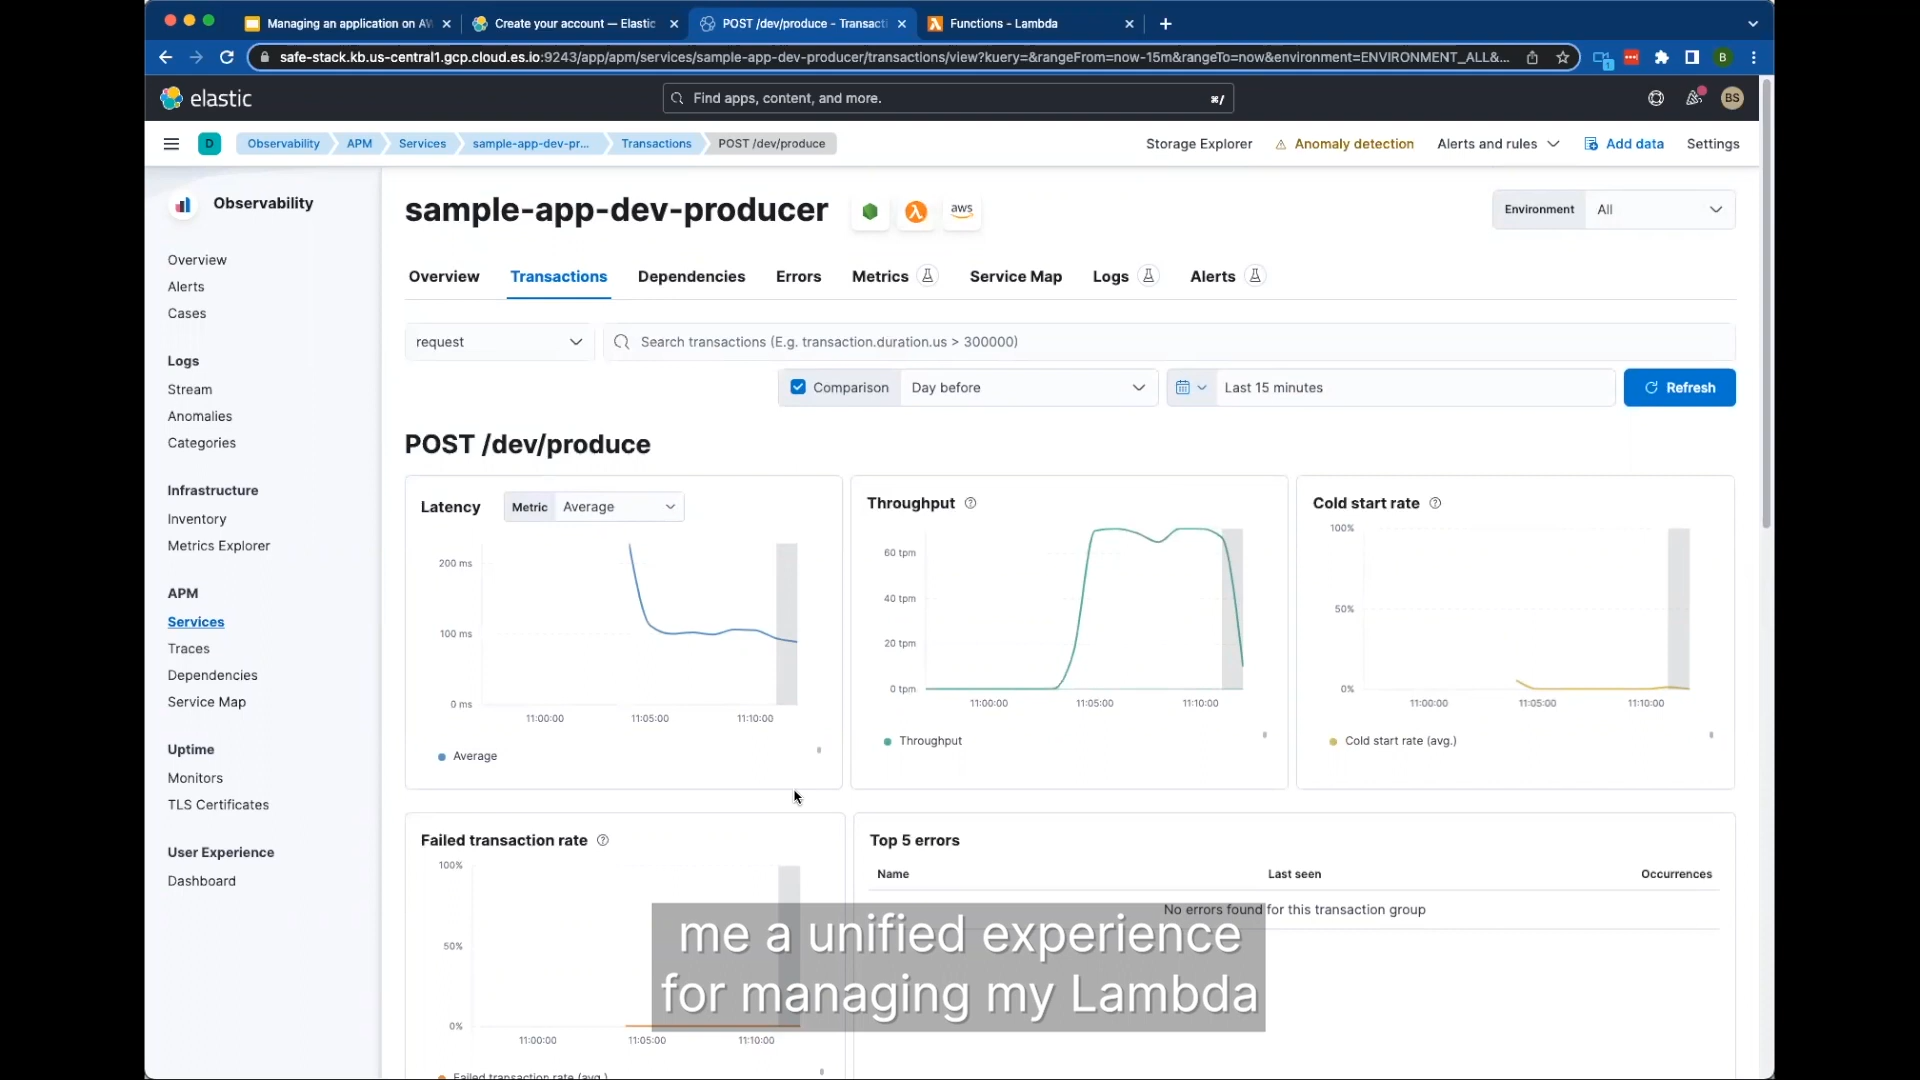 Managing an application on AW
Create your account — Elastic
POST /dev/produce - Transacti
Functions - Lambda
safe-stack.kb.us-central1.gcp.cloud.es.io:9243/app/apm/services/sample-app-dev-producer/transactions/view?kuery=&rangeFrom=now-15m&rangeTo=now&environment=ENVIRONMENT_ALL&...
B
elastic
Find apps, content, and more.
⌘/
BS
D
Observability
APM
Services
sample-app-dev-pr...
Transactions
POST /dev/produce
Storage Explorer
Anomaly detection
Alerts and rules
Add data
Settings
Observability
Overview
Alerts
Cases
Logs
Stream
Anomalies
Categories
Infrastructure
Inventory
Metrics Explorer
APM
Services
Traces
Dependencies
Service Map
Uptime
Monitors
TLS Certificates
User Experience
Dashboard
sample-app-dev-producer
aws
Environment
All
Overview
Transactions
Dependencies
Errors
Metrics
Service Map
Logs
Alerts
request
Search transactions (E.g. transaction.duration.us > 300000)
Comparison
Day before
Last 15 minutes
Refresh
POST /dev/produce
Latency
Metric
Average
200 ms
100 ms
0 ms
11:00:00
11:05:00
11:10:00
Average
Throughput
60 tpm
40 tpm
20 tpm
0 tpm
11:00:00
11:05:00
11:10:00
Throughput
Cold start rate
100%
50%
0%
11:00:00
11:05:00
11:10:00
Cold start rate (avg.)
Failed transaction rate
100%
50%
0%
11:00:00
11:05:00
11:10:00
Failed transaction rate (avg.)
Top 5 errors
Name
Last seen
Occurrences
No errors found for this transaction group
me a unified experience
for managing my Lambda